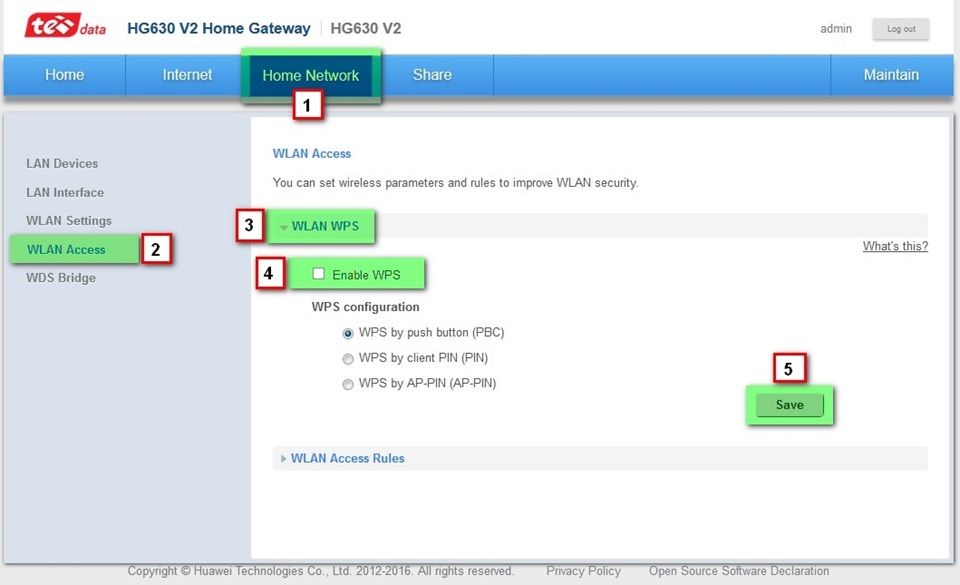 te data HG630 V2 Home Gateway HG630 V2 admin Log out
Home Internet Home Network Share Maintain
1
LAN Devices
LAN Interface
WLAN Settings
WLAN Access 2
WDS Bridge
WLAN Access
You can set wireless parameters and rules to improve WLAN security.
3 WLAN WPS
What's this?
4 Enable WPS
WPS configuration
WPS by push button (PBC)
WPS by client PIN (PIN)
WPS by AP-PIN (AP-PIN)
5
Save
WLAN Access Rules
Copyright © Huawei Technologies Co., Ltd. 2012-2016. All rights reserved. Privacy Policy Open Source Software Declaration